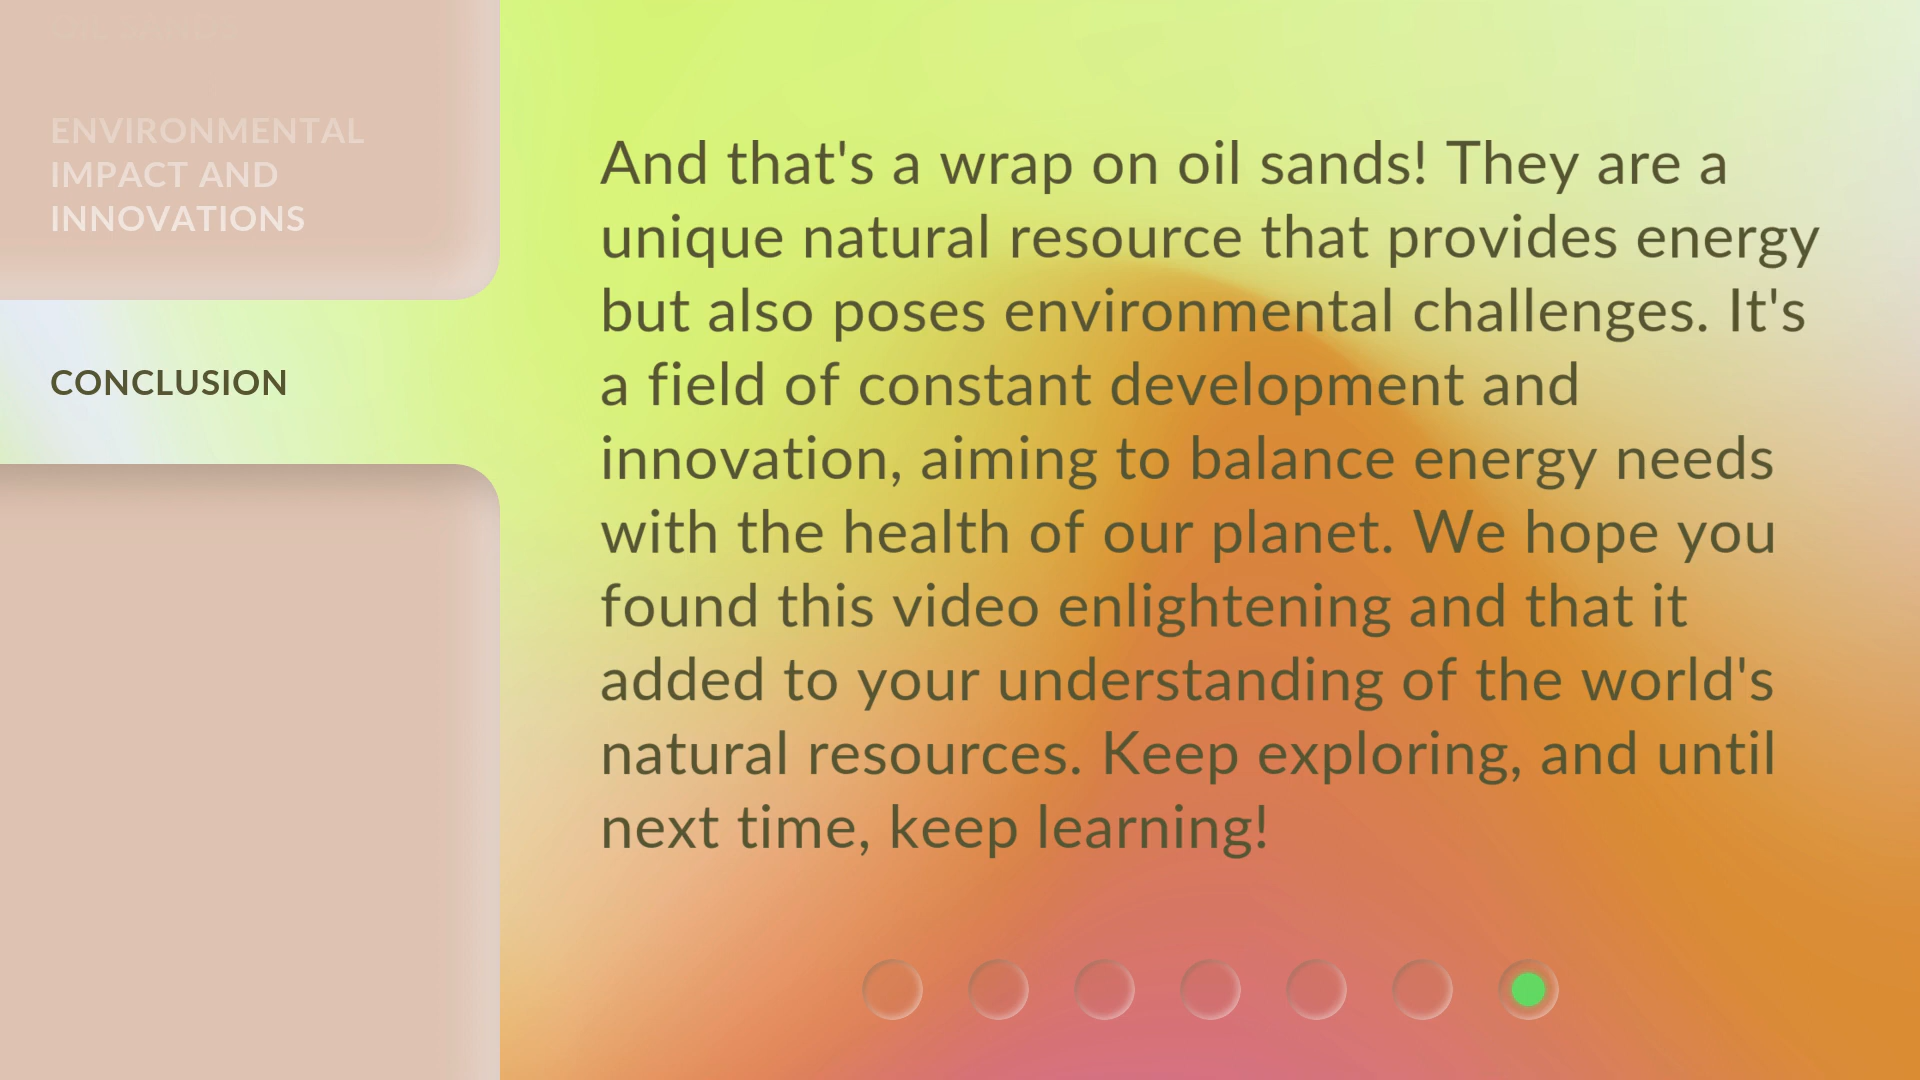 ENVIRONMENTAL
IMPACT AND
INNOVATIONS
CONCLUSION
And that's a wrap on oil sands! They are a
unique natural resource that provides energy
but also poses environmental challenges. It's
a field of constant development and
innovation, aiming to balance energy needs
with the health of our planet. We hope you
found this video enlightening and that it
added to your understanding of the world's
natural resources. Keep exploring, and until
next time, keep learning!